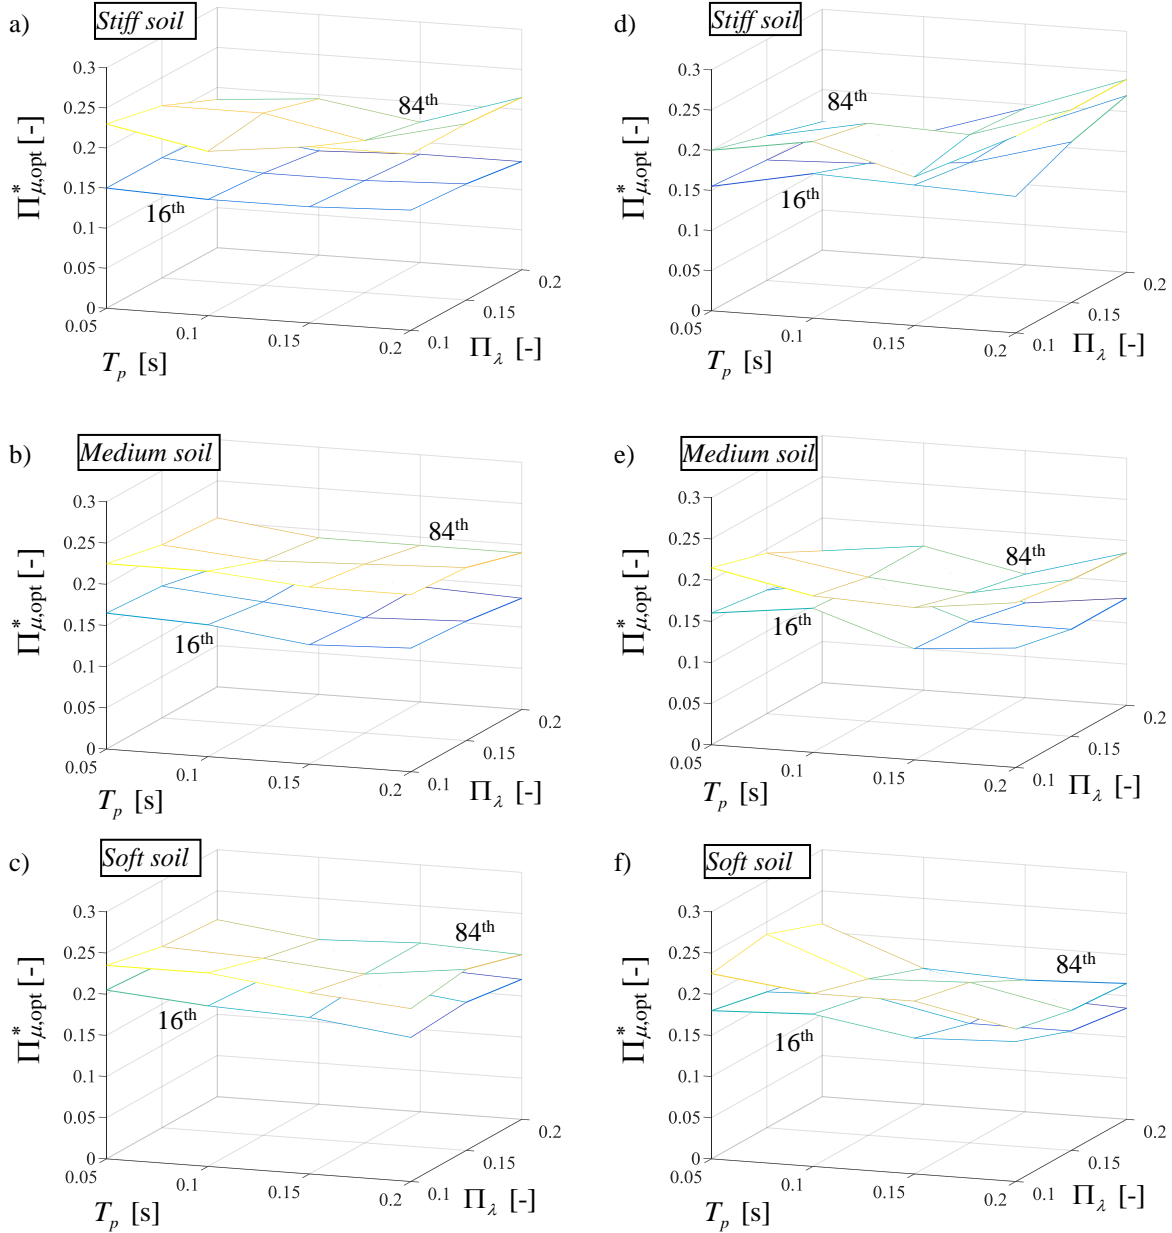 a) Stiff soil
0.3
0.25
0.2
0.15
0.1
0.05
0
Π*μ,opt [-]
84th
16th
0.05
0.1
0.15
0.2
Tp [s]
0.1
0.15
0.2
Πλ [-]
d) Stiff soil
0.3
0.25
0.2
0.15
0.1
0.05
0
Π*μ,opt [-]
84th
16th
0.05
0.1
0.15
0.2
Tp [s]
0.1
0.15
0.2
Πλ [-]
b) Medium soil
0.3
0.25
0.2
0.15
0.1
0.05
0
Π*μ,opt [-]
84th
16th
0.05
0.1
0.15
0.2
Tp [s]
0.1
0.15
0.2
Πλ [-]
e) Medium soil
0.3
0.25
0.2
0.15
0.1
0.05
0
Π*μ,opt [-]
84th
16th
0.05
0.1
0.15
0.2
Tp [s]
0.1
0.15
0.2
Πλ [-]
c) Soft soil
0.3
0.25
0.2
0.15
0.1
0.05
0
Π*μ,opt [-]
84th
16th
0.05
0.1
0.15
0.2
Tp [s]
0.1
0.15
0.2
Πλ [-]
f) Soft soil
0.3
0.25
0.2
0.15
0.1
0.05
0
Π*μ,opt [-]
84th
16th
0.05
0.1
0.15
0.2
Tp [s]
0.1
0.15
0.2
Πλ [-]